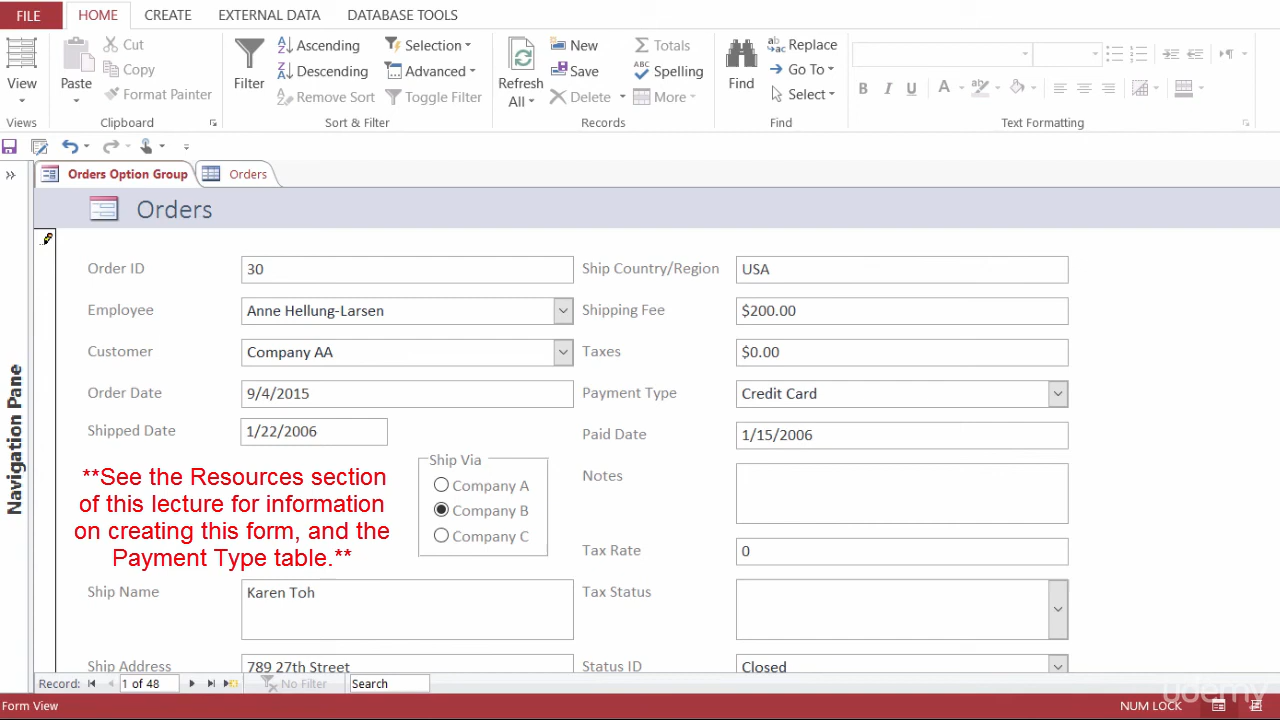 FILE HOME CREATE EXTERNAL DATA DATABASE TOOLS
View
Views
Paste
Cut
Copy
Format Painter
Clipboard
Filter
Ascending
Descending
Remove Sort
Selection
Advanced
Toggle Filter
Sort & Filter
Refresh
All
New
Save
Delete
Totals
Spelling
More
Records
Find
Replace
Go To
Select
Find
B I U A
Text Formatting
Orders Option Group Orders
Navigation Pane
Orders
Order ID 30
Employee Anne Hellung-Larsen
Customer Company AA
Order Date 9/4/2015
Shipped Date 1/22/2006
Ship Via
Company A
Company B
Company C
**See the Resources section
of this lecture for information
on creating this form, and the
Payment Type table.**
Ship Name Karen Toh
Ship Address 789 27th Street
Ship Country/Region USA
Shipping Fee $200.00
Taxes $0.00
Payment Type Credit Card
Paid Date 1/15/2006
Notes
Tax Rate 0
Tax Status
Status ID Closed
Record: 1 of 48 No Filter Search
Form View NUM LOCK
udemy